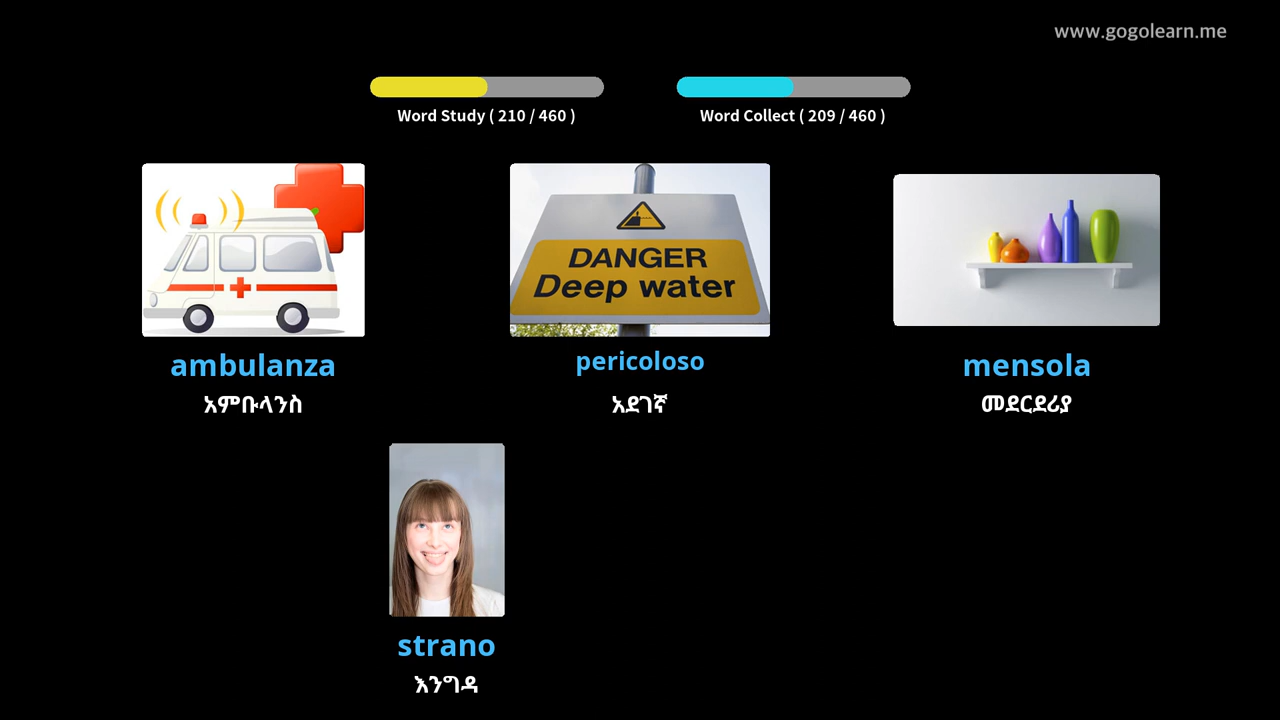 www.gogolearn.me
Word Study ( 210 / 460 )
Word Collect ( 209 / 460 )
DANGER
Deep water
ambulanza
pericoloso
mensola
አምቡላንስ
አደገኛ
መደርደሪያ
strano
እንግዳ